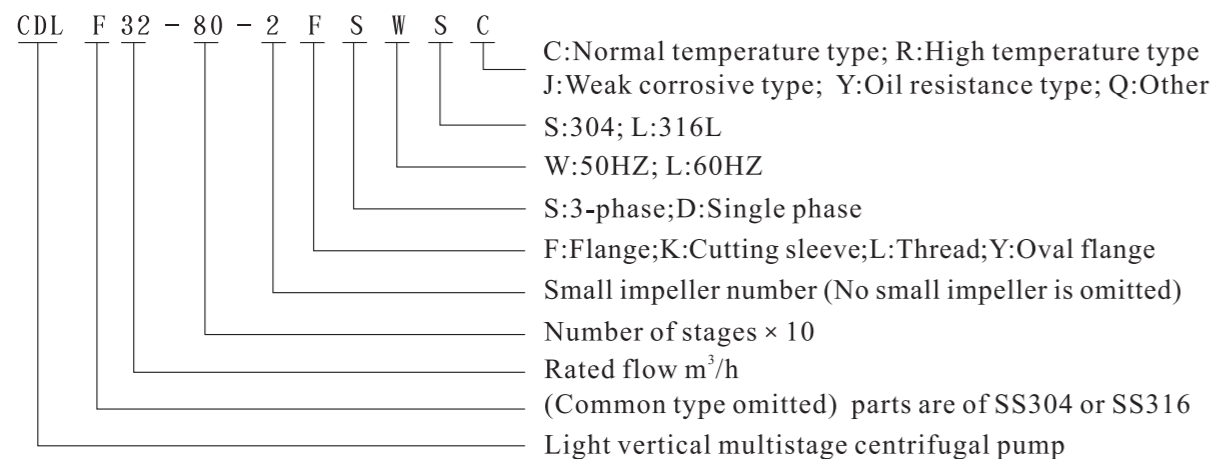 CDL F 32 - 80 - 2 F S W S C
C:Normal temperature type; R:High temperature type
J:Weak corrosive type; Y:Oil resistance type; Q:Other
S:304; L:316L
W:50HZ; L:60HZ
S:3-phase;D:Single phase
F:Flange;K:Cutting sleeve;L:Thread;Y:Oval flange
Small impeller number (No small impeller is omitted)
Number of stages × 10
Rated flow m³/h
(Common type omitted) parts are of SS304 or SS316
Light vertical multistage centrifugal pump